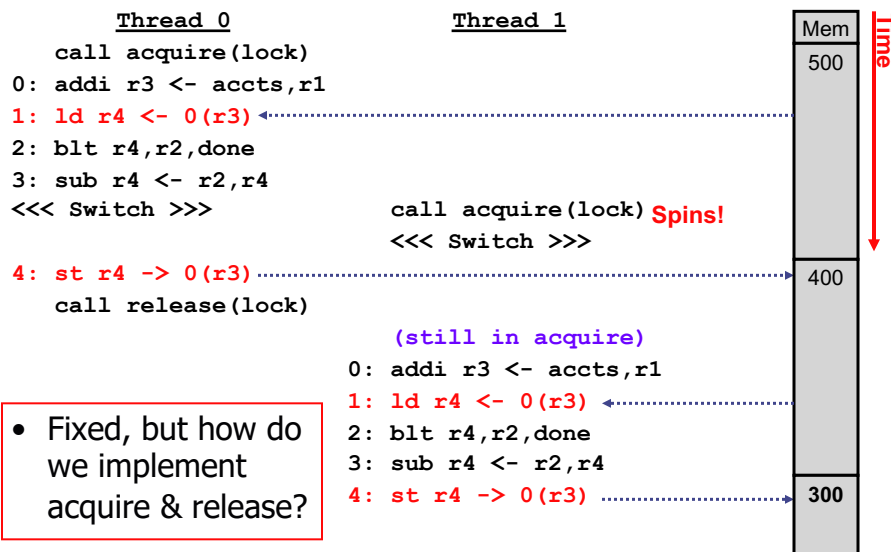 Thread 0
call acquire(lock)
0: addi r3 <- accts,r1
1: ld r4 <- 0(r3)
2: blt r4,r2,done
3: sub r4 <- r2,r4
<<< Switch >>>
4: st r4 -> 0(r3)
call release(lock)
Thread 1
call acquire(lock) Spins!
<<< Switch >>>
(still in acquire)
0: addi r3 <- accts,r1
1: ld r4 <- 0(r3)
2: blt r4,r2,done
3: sub r4 <- r2,r4
4: st r4 -> 0(r3)
Mem
500
400
300
Time
• Fixed, but how do
we implement
acquire & release?